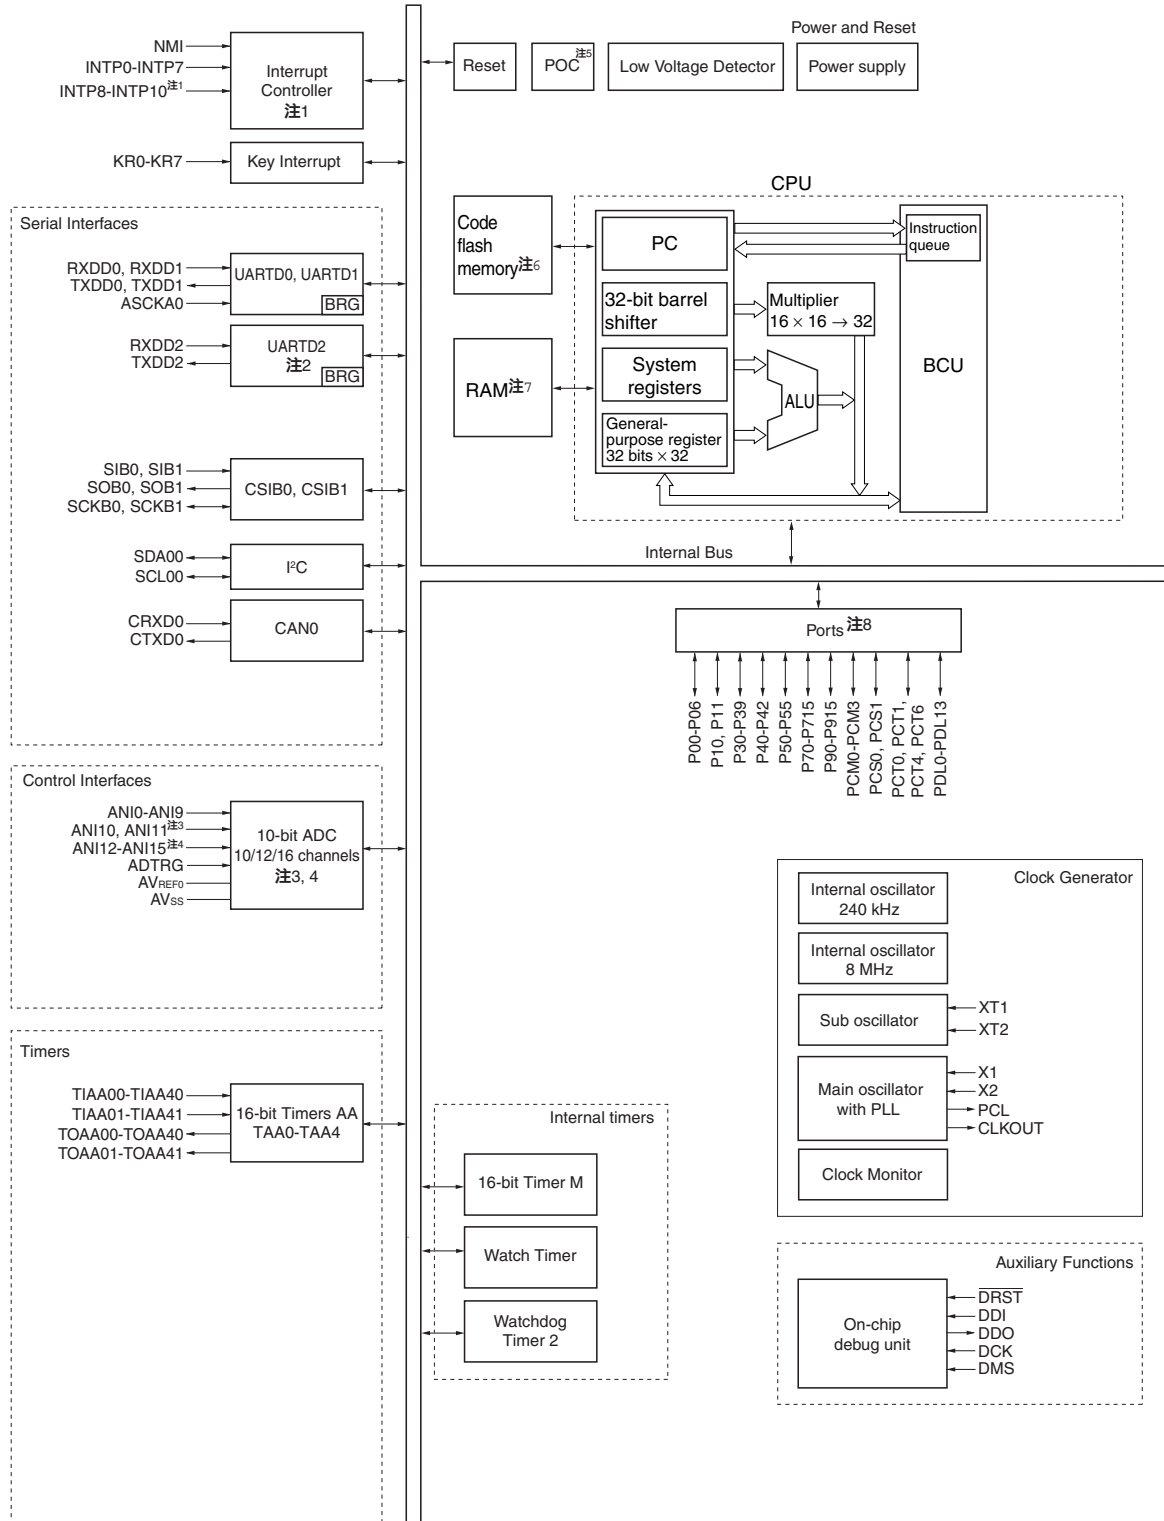 Power and Reset
NMI
INTP0-INTP7
INTP8-INTP10注1
Interrupt
Controller
注1
Reset
POC注5
Low Voltage Detector
Power supply
KR0-KR7
Key Interrupt
Serial Interfaces
RXDD0, RXDD1
TXDD0, TXDD1
ASCKA0
UARTD0, UARTD1
BRG
RXDD2
TXDD2
UARTD2
注2
BRG
SIB0, SIB1
SOB0, SOB1
SCKB0, SCKB1
CSIB0, CSIB1
SDA00
SCL00
I²C
CRXD0
CTXD0
CAN0
CPU
Code
flash
memory注6
RAM注7
PC
32-bit barrel
shifter
System
registers
General-
purpose register
32 bits × 32
Multiplier
16 × 16 → 32
ALU
Instruction
queue
BCU
Internal Bus
Ports注8
P00-P06
P10, P11
P30-P39
P40-P42
P50-P55
P70-P715
P90-P915
PCM0-PCM3
PCS0, PCS1
PCT0, PCT1,
PCT4, PCT6
PDL0-PDL13
Control Interfaces
ANI0-ANI9
ANI10, ANI11注3
ANI12-ANI15注4
ADTRG
AVREF0
AVSS
10-bit ADC
10/12/16 channels
注3, 4
Clock Generator
Internal oscillator
240 kHz
Internal oscillator
8 MHz
Sub oscillator
XT1
XT2
Main oscillator
with PLL
X1
X2
PCL
CLKOUT
Clock Monitor
Timers
TIAA00-TIAA40
TIAA01-TIAA41
TOAA00-TOAA40
TOAA01-TOAA41
16-bit Timers AA
TAA0-TAA4
Internal timers
16-bit Timer M
Watch Timer
Watchdog
Timer 2
Auxiliary Functions
On-chip
debug unit
DRST
DDI
DDO
DCK
DMS